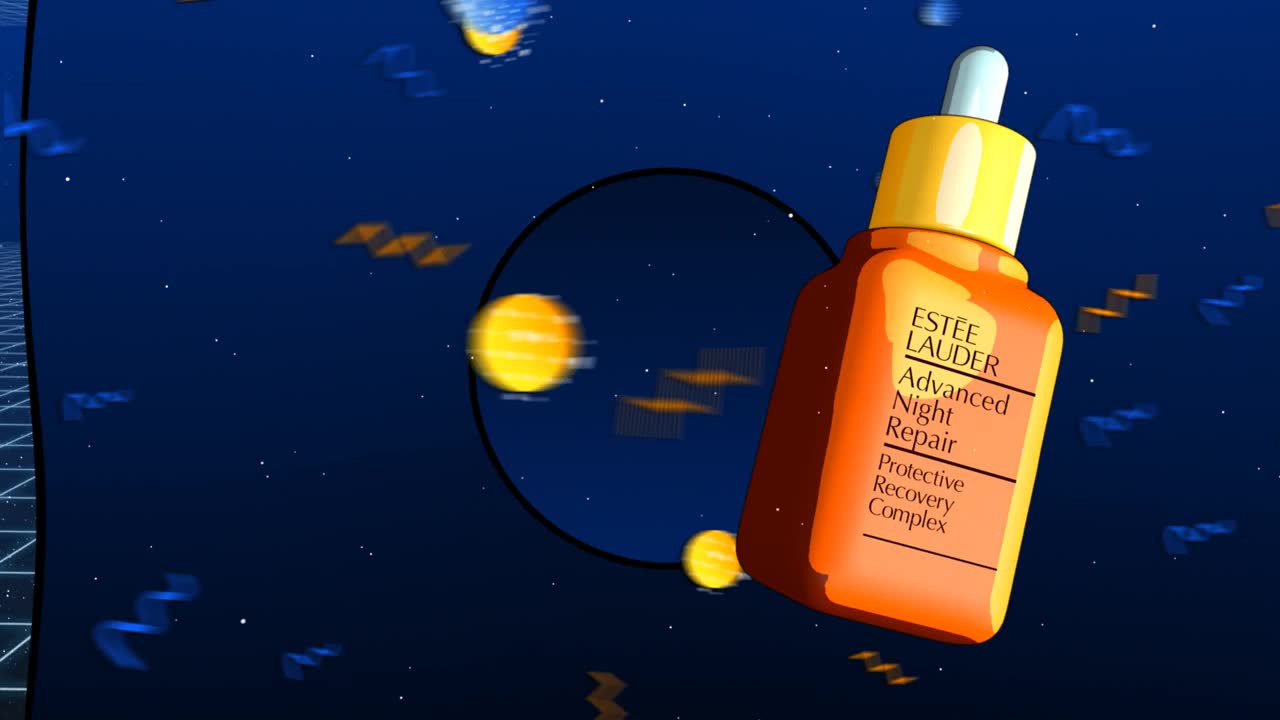 ESTĒE
LAUDER
Advanced
Night
Repair
Protective
Recovery
Complex